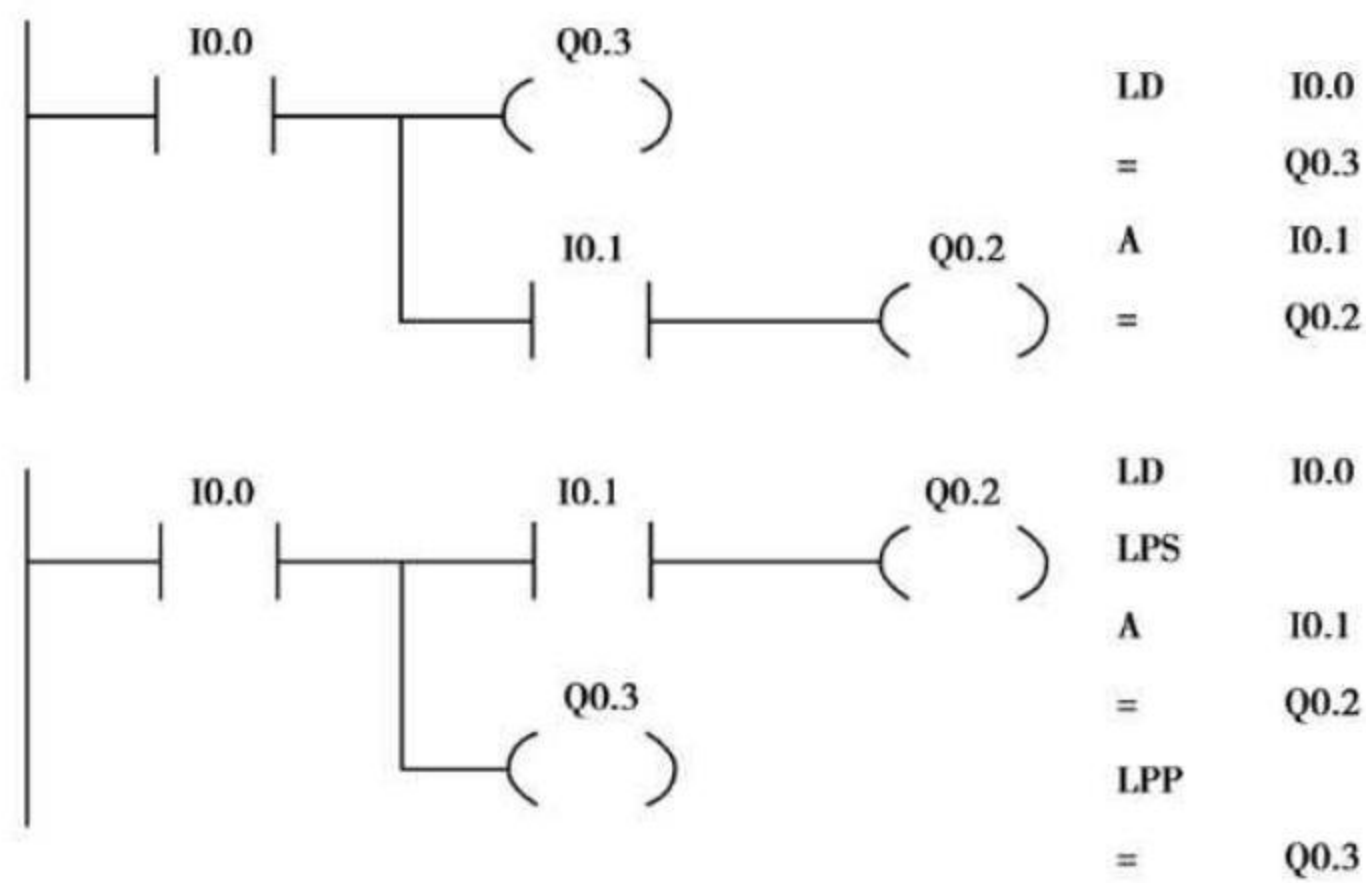 I0.0 Q0.3
I0.1 Q0.2
LD I0.0
= Q0.3
A I0.1
= Q0.2
I0.0 I0.1 Q0.2
Q0.3
LD I0.0
LPS
A I0.1
= Q0.2
LPP
= Q0.3